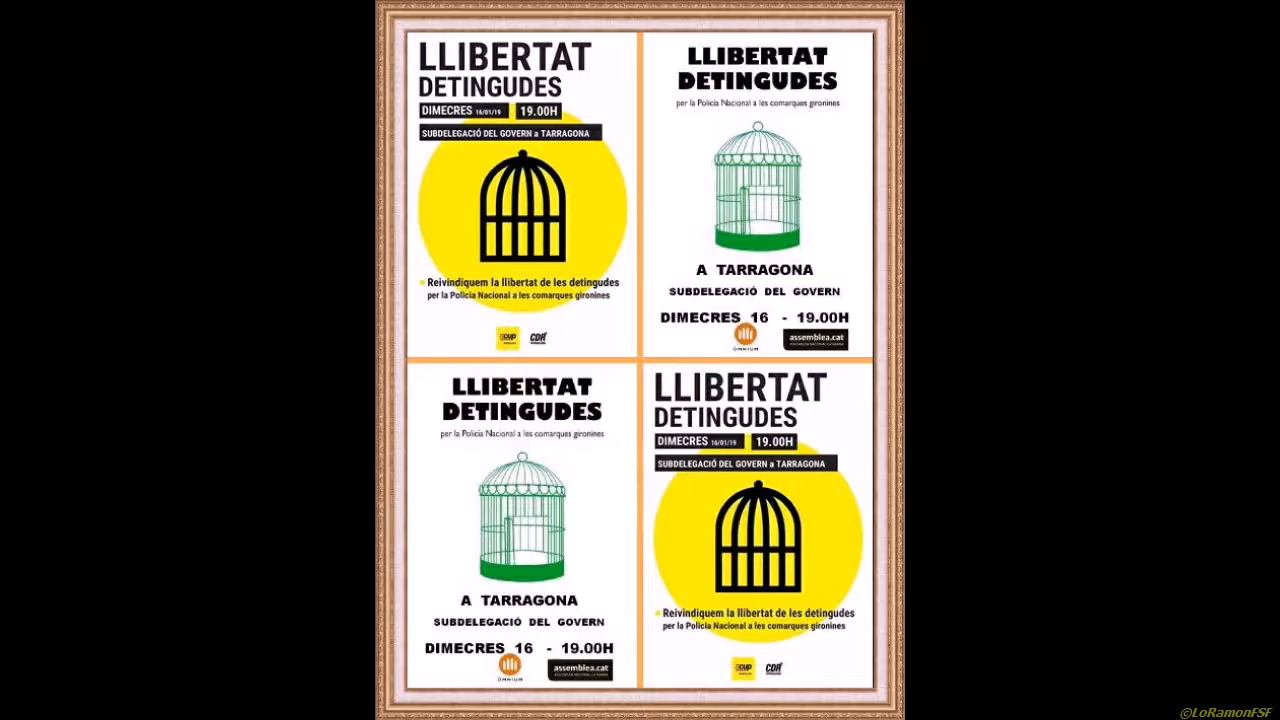 LLIBERTAT
DETINGUDES
DIMECRES 16/01/19 19.00H
SUBDELEGACIÓ DEL GOVERN a TARRAGONA
Reivindiquem la llibertat de les detingudes
per la Policia Nacional a les comarques gironines
CUP
CDR
LLIBERTAT
DETINGUDES
per la Policia Nacional a les comarques gironines
A TARRAGONA
SUBDELEGACIÓ DEL GOVERN
DIMECRES 16 - 19.00H
ÒMNIUM
assemblea.cat
LLIBERTAT
DETINGUDES
per la Policia Nacional a les comarques gironines
A TARRAGONA
SUBDELEGACIÓ DEL GOVERN
DIMECRES 16 - 19.00H
ÒMNIUM
assemblea.cat
LLIBERTAT
DETINGUDES
DIMECRES 16/01/19 19.00H
SUBDELEGACIÓ DEL GOVERN a TARRAGONA
Reivindiquem la llibertat de les detingudes
per la Policia Nacional a les comarques gironines
CUP
CDR
©LoRamonFSF